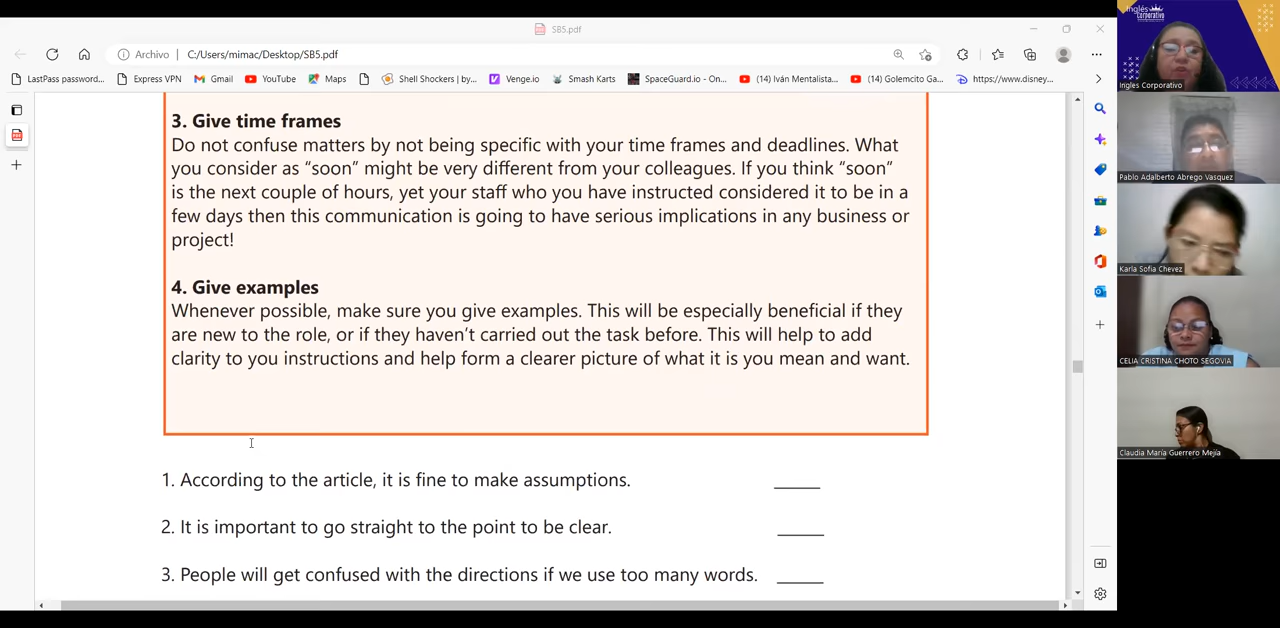 SB5.pdf
Archivo | C:/Users/mimac/Desktop/SB5.pdf
LastPass password... Express VPN Gmail YouTube Maps Shell Shockers | by... Venge.io Smash Karts SpaceGuard.io - On... (14) Iván Mentalista... (14) Golemcito Ga... https://www.disney...
3. Give time frames
Do not confuse matters by not being specific with your time frames and deadlines. What
you consider as “soon” might be very different from your colleagues. If you think “soon”
is the next couple of hours, yet your staff who you have instructed considered it to be in a
few days then this communication is going to have serious implications in any business or
project!
4. Give examples
Whenever possible, make sure you give examples. This will be especially beneficial if they
are new to the role, or if they haven’t carried out the task before. This will help to add
clarity to you instructions and help form a clearer picture of what it is you mean and want.
1. According to the article, it is fine to make assumptions. _____
2. It is important to go straight to the point to be clear. _____
3. People will get confused with the directions if we use too many words. _____
Inglés
Corporativo
Ingles Corporativo
Pablo Adalberto Abrego Vasquez
Karla Sofia Chevez
CELIA CRISTINA CHOTO SEGOVIA
Claudia María Guerrero Mejía